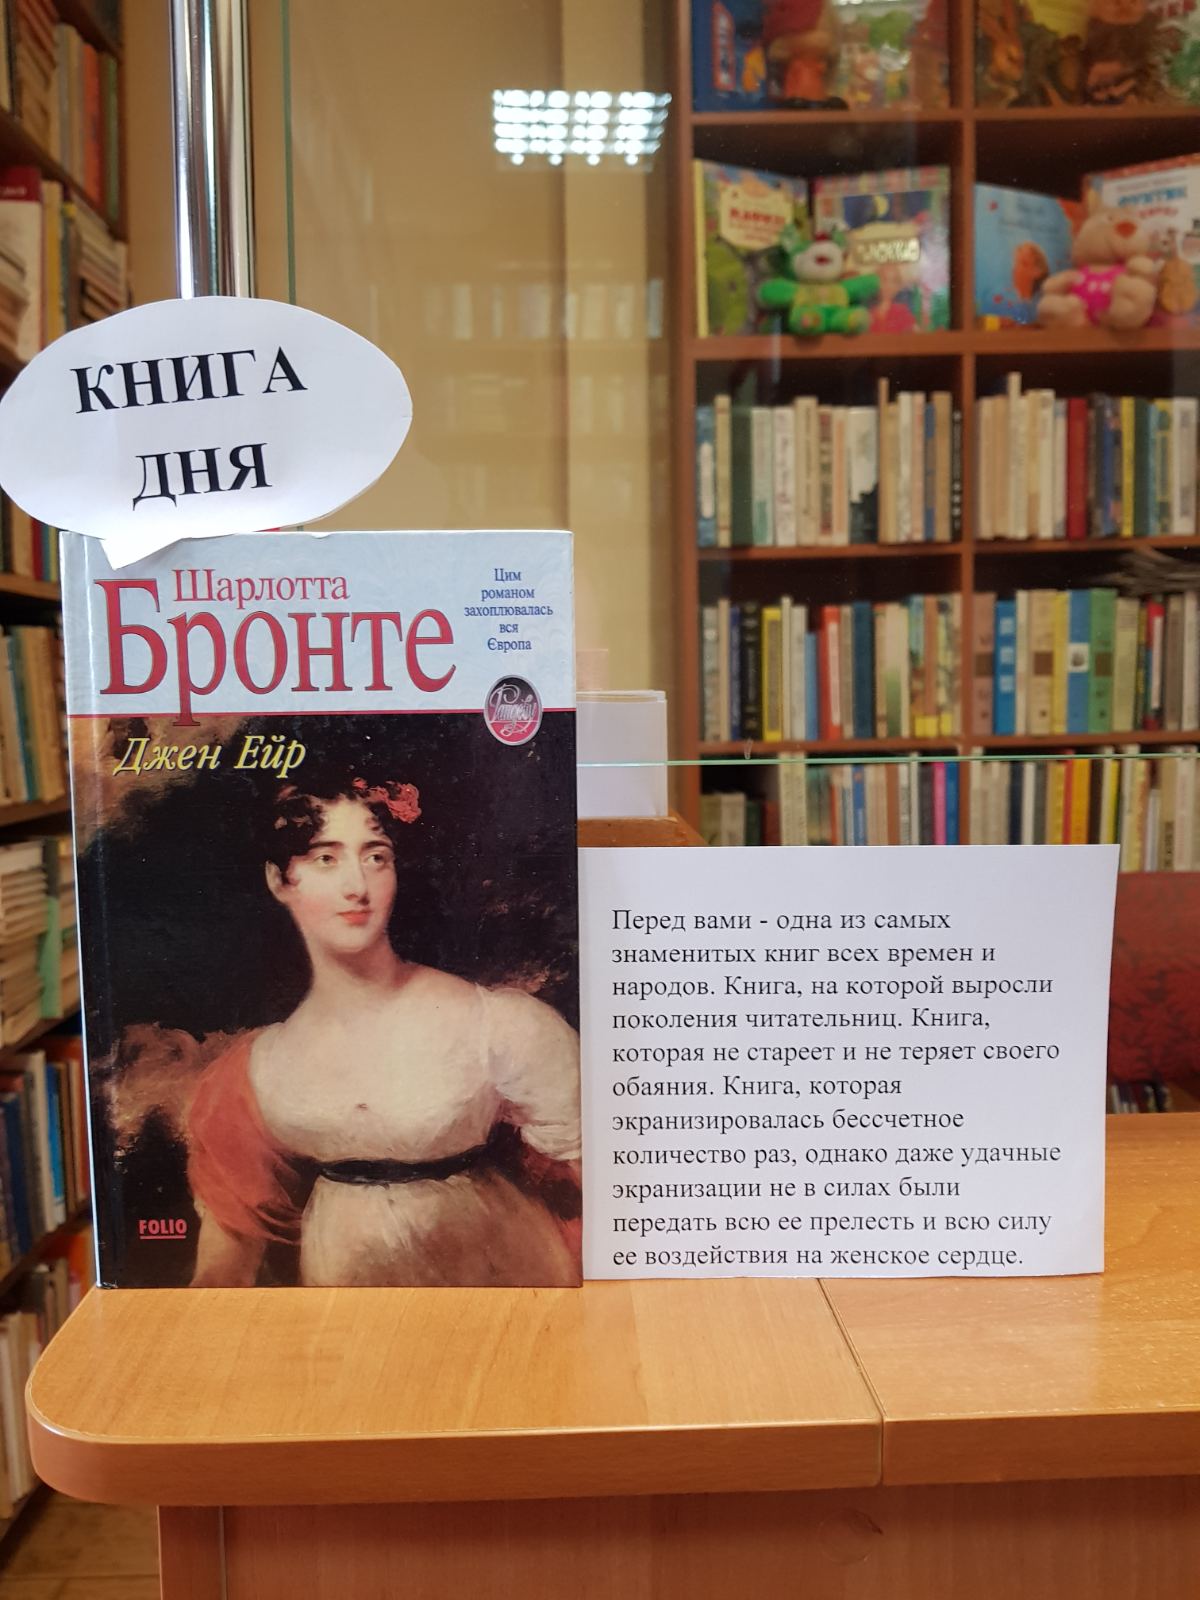 КНИГА
ДНЯ
Шарлотта
Бронте
Цим
романом
захоплювалась
вся
Європа
Джен Ейр
FOLIO
Перед вами - одна из самых
знаменитых книг всех времен и
народов. Книга, на которой выросли
поколения читательниц. Книга,
которая не стареет и не теряет своего
обаяния. Книга, которая
экранизировалась бессчетное
количество раз, однако даже удачные
экранизации не в силах были
передать всю ее прелесть и всю силу
ее воздействия на женское сердце.